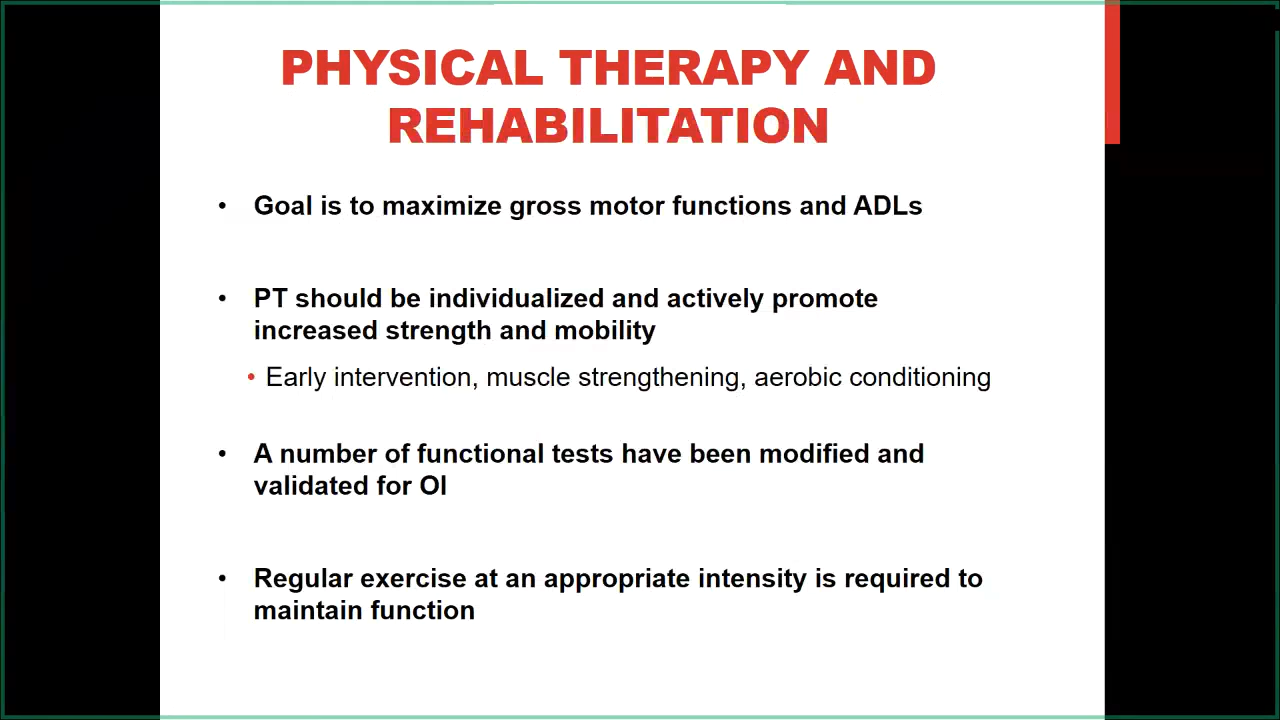 PHYSICAL THERAPY AND
REHABILITATION
• Goal is to maximize gross motor functions and ADLs
• PT should be individualized and actively promote
increased strength and mobility
• Early intervention, muscle strengthening, aerobic conditioning
• A number of functional tests have been modified and
validated for OI
• Regular exercise at an appropriate intensity is required to
maintain function